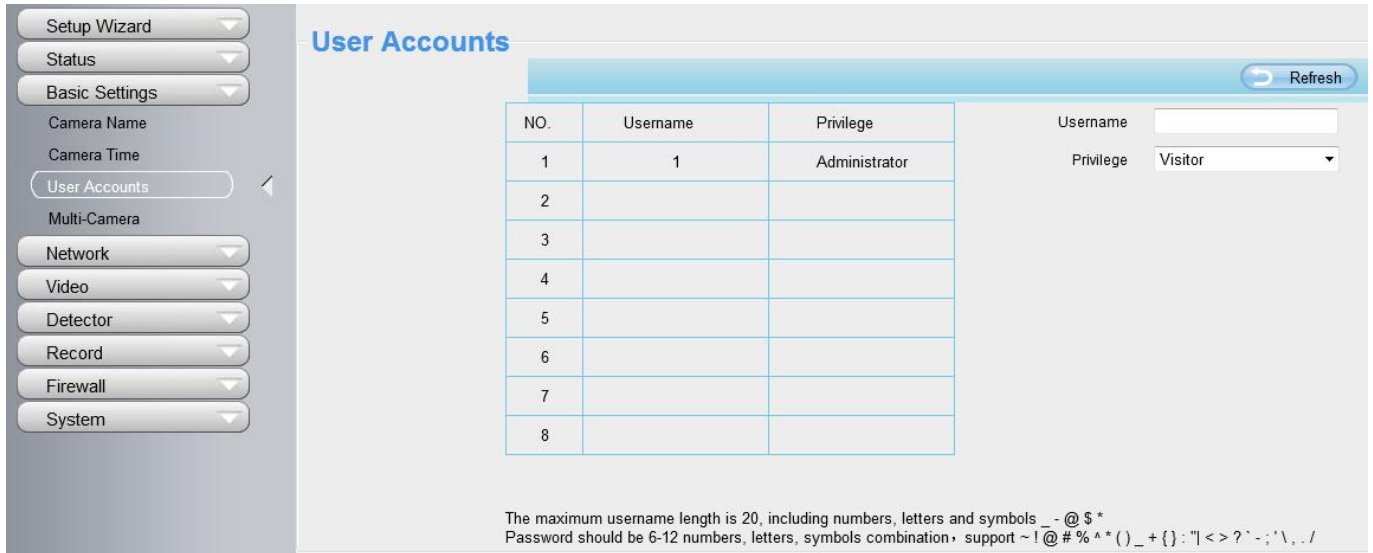 Setup Wizard
Status
Basic Settings
Camera Name
Camera Time
User Accounts
Multi-Camera
Network
Video
Detector
Record
Firewall
System
User Accounts
Refresh
NO. Username Privilege
1 1 Administrator
2
3
4
5
6
7
8
Username
Privilege Visitor
The maximum username length is 20, including numbers, letters and symbols _ - @ $ *
Password should be 6-12 numbers, letters, symbols combination，support ~ ! @ # % ^ * ( ) _ + { } : "| < > ? ` - ; ' \ , . /